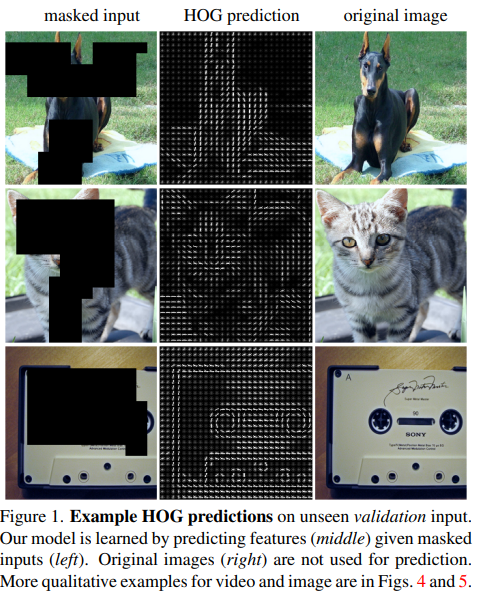 masked input HOG prediction original image
A
90
SONY
Figure 1. Example HOG predictions on unseen validation input.
Our model is learned by predicting features (middle) given masked
inputs (left). Original images (right) are not used for prediction.
More qualitative examples for video and image are in Figs. 4 and 5.